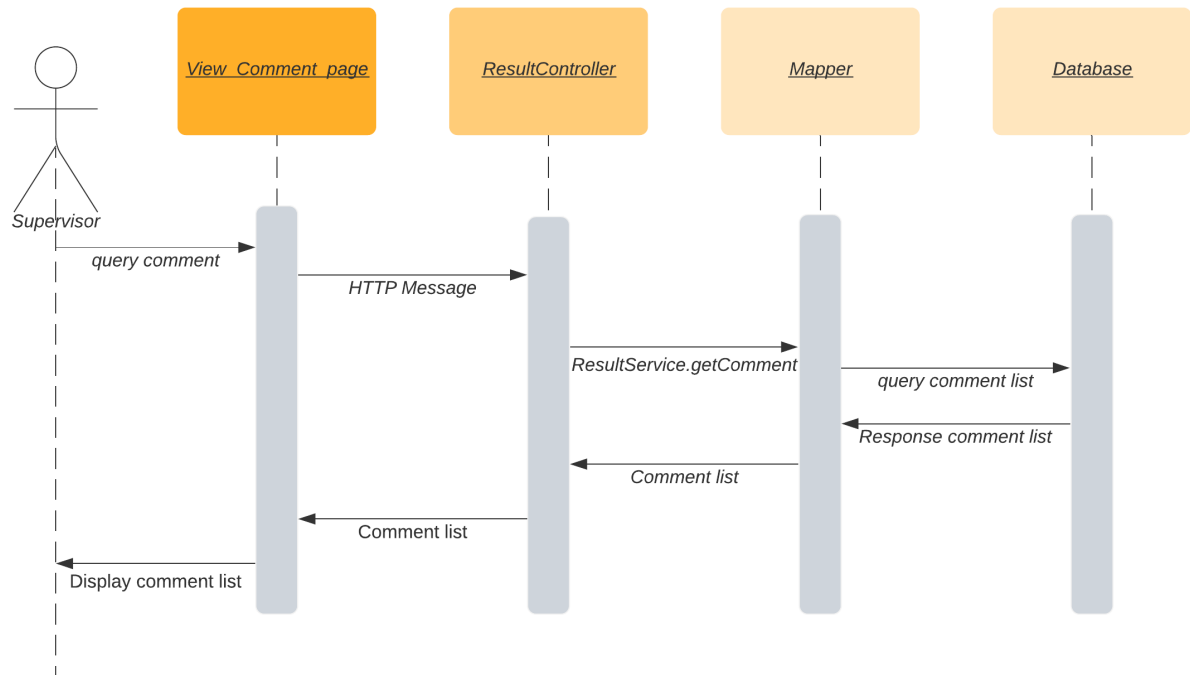 View_Comment_page
ResultController
Mapper
Database
Supervisor
query comment
HTTP Message
ResultService.getComment
query comment list
Response comment list
Comment list
Comment list
Display comment list